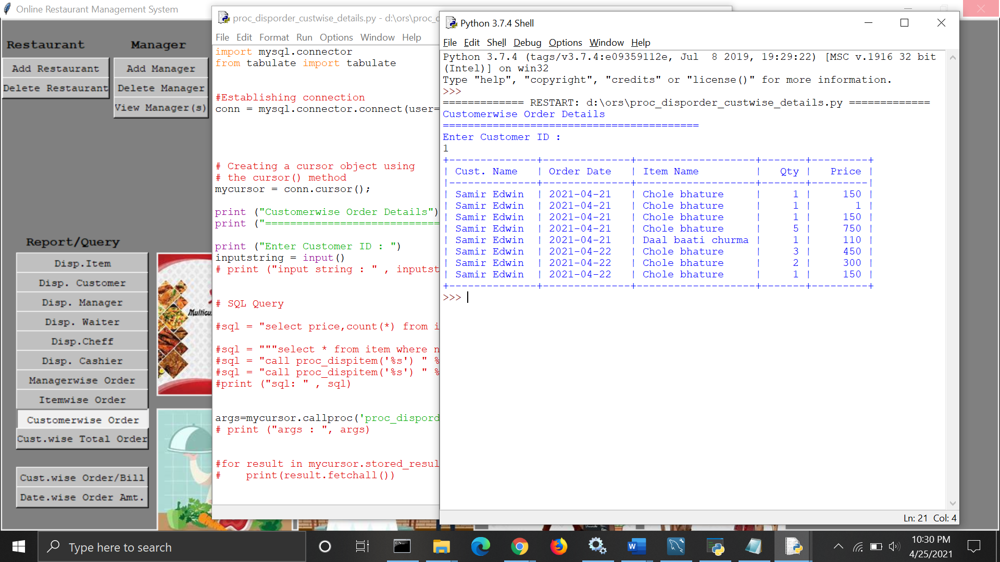 Online Restaurant Management System
Restaurant
Add Restaurant
Delete Restaurant
Manager
Add Manager
Delete Manager
View Manager(s)
Report/Query
Disp.Item
Disp. Customer
Disp. Manager
Disp. Waiter
Disp.Cheff
Disp. Cashier
Managerwise Order
Itemwise Order
Customerwise Order
Cust.wise Total Order
Cust.wise Order/Bill
Date.wise Order Amt.
proc_disporder_custwise_details.py - d:\ors\proc_c
File Edit Format Run Options Window Help
import mysql.connector
from tabulate import tabulate
#Establishing connection
conn = mysql.connector.connect(user=
# Creating a cursor object using
# the cursor() method
mycursor = conn.cursor();
print ("Customerwise Order Details")
print ("============================
print ("Enter Customer ID : ")
inputstring = input()
# print ("input string : " , inputst
# SQL Query
#sql = "select price,count(*) from i
#sql = """select * from item where n
#sql = "call proc_dispitem('%s') " %
#sql = "call proc_dispitem('%s') " %
#print ("sql: " , sql)
args=mycursor.callproc('proc_dispord
# print ("args : ", args)
#for result in mycursor.stored_resul
#    print(result.fetchall())
Python 3.7.4 Shell
File Edit Shell Debug Options Window Help
Python 3.7.4 (tags/v3.7.4:e09359112e, Jul  8 2019, 19:29:22) [MSC v.1916 32 bit
(Intel)] on win32
Type "help", "copyright", "credits" or "license()" for more information.
>>>
============= RESTART: d:\ors\proc_disporder_custwise_details.py =============
Customerwise Order Details
=========================================
Enter Customer ID :
1
+--------------+--------------+-------------------+-------+---------+
| Cust. Name   | Order Date   | Item Name         |   Qty |   Price |
|--------------+--------------+-------------------+-------+---------|
| Samir Edwin  | 2021-04-21   | Chole bhature     |     1 |     150 |
| Samir Edwin  | 2021-04-21   | Chole bhature     |     1 |       1 |
| Samir Edwin  | 2021-04-21   | Chole bhature     |     1 |     150 |
| Samir Edwin  | 2021-04-21   | Chole bhature     |     5 |     750 |
| Samir Edwin  | 2021-04-21   | Daal baati churma |     1 |     110 |
| Samir Edwin  | 2021-04-22   | Chole bhature     |     3 |     450 |
| Samir Edwin  | 2021-04-22   | Chole bhature     |     2 |     300 |
| Samir Edwin  | 2021-04-22   | Chole bhature     |     1 |     150 |
+--------------+--------------+-------------------+-------+---------+
>>>
Ln: 21 Col: 4
Type here to search
10:30 PM
4/25/2021